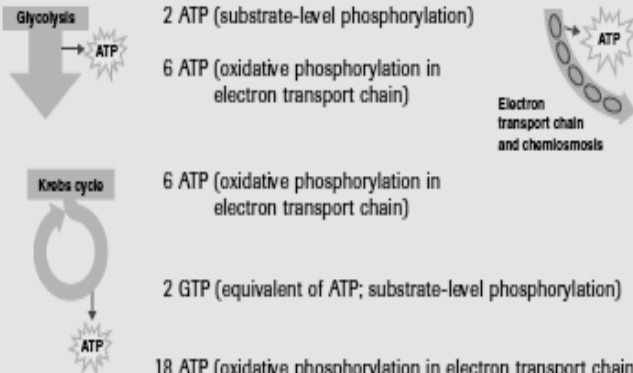 Glycolysis
ATP
2 ATP (substrate-level phosphorylation)
6 ATP (oxidative phosphorylation in
electron transport chain)
ATP
Electron
transport chain
and chemiosmosis
Krebs cycle
6 ATP (oxidative phosphorylation in
electron transport chain)
2 GTP (equivalent of ATP; substrate-level phosphorylation)
ATP
18 ATP (oxidative phosphorylation in electron transport chain